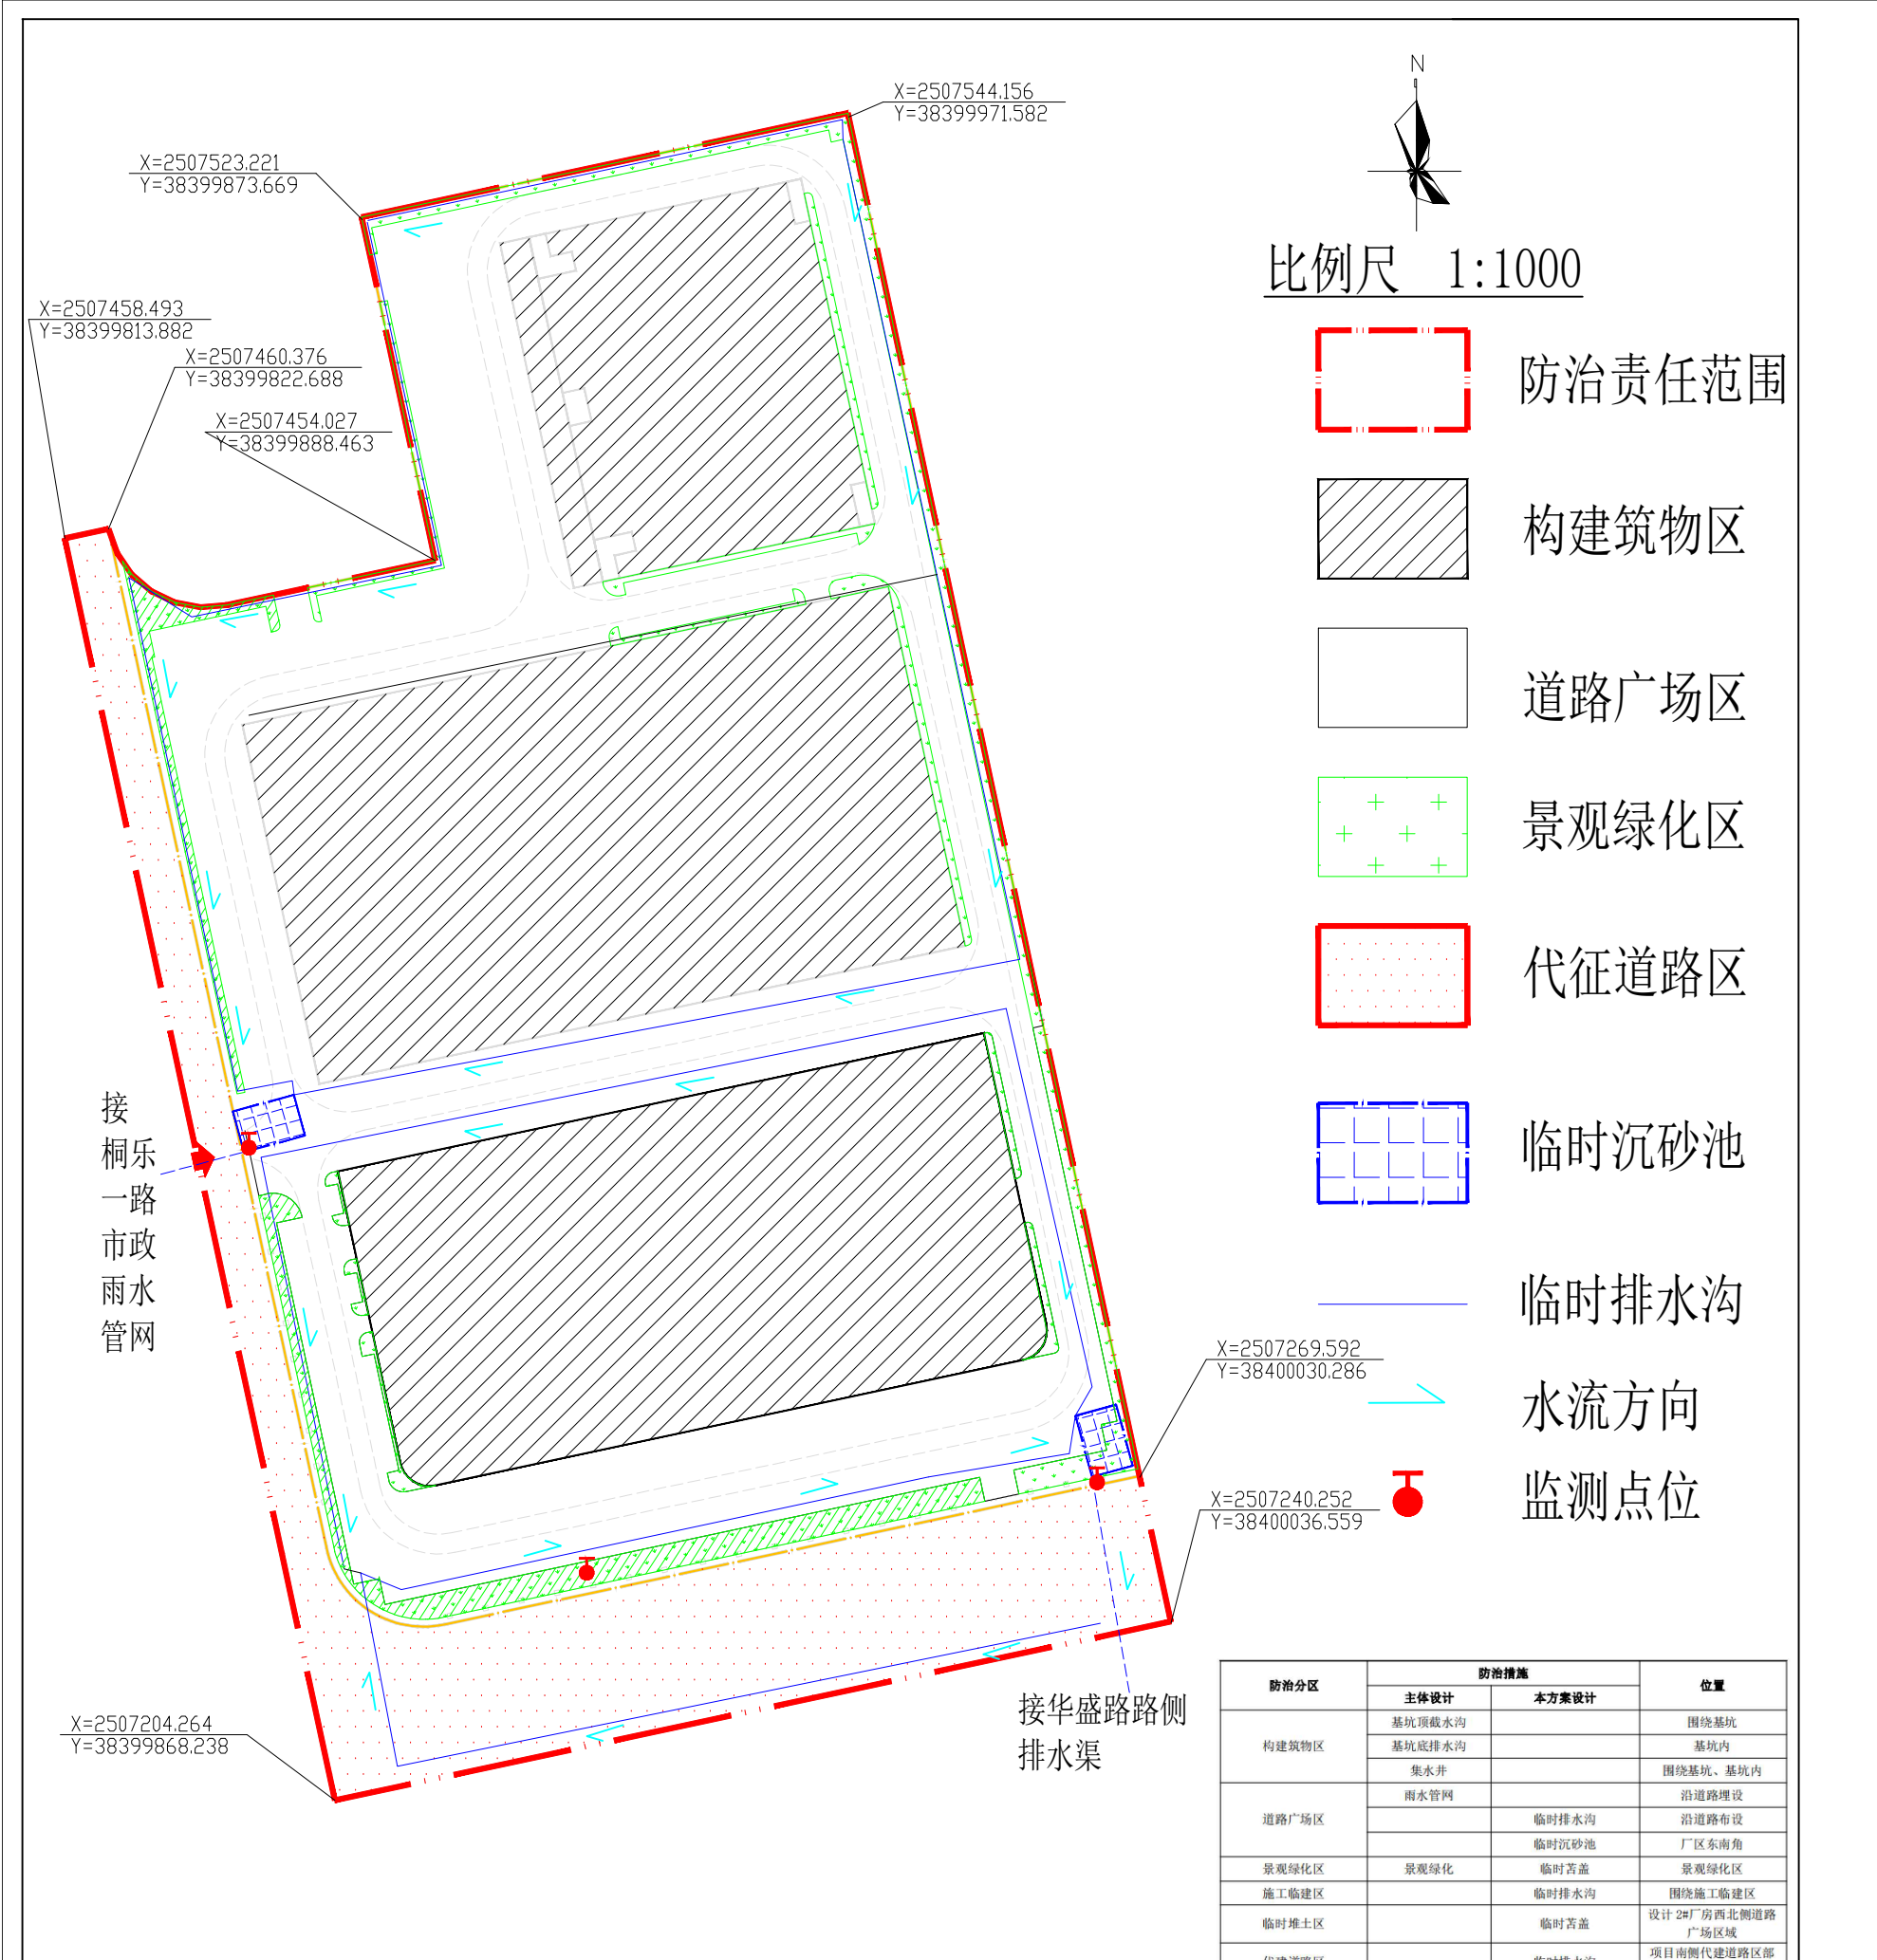 X=2507544.156
Y=38399971.582
X=2507523.221
Y=38399873.669
X=2507458.493
Y=38399813.882
X=2507460.376
Y=38399822.688
X=2507454.027
Y=38399888.463
N
比例尺 1:1000
防治责任范围
构建筑物区
道路广场区
景观绿化区
代征道路区
临时沉砂池
临时排水沟
水流方向
监测点位
接
桐乐
一路
市政
雨水
管网
X=2507269.592
Y=38400030.286
X=2507240.252
Y=38400036.559
接华盛路路侧
排水渠
X=2507204.264
Y=38399868.238
防治分区 防治措施 位置
主体设计 本方案设计
构建筑物区 基坑顶截水沟 围绕基坑
基坑底排水沟 基坑内
集水井 围绕基坑、基坑内
道路广场区 雨水管网 沿道路埋设
临时排水沟 沿道路布设
临时沉砂池 厂区东南角
景观绿化区 景观绿化 临时苫盖 景观绿化区
施工临建区 临时排水沟 围绕施工临建区
临时堆土区 临时苫盖 设计 2#厂房西北侧道路
广场区域
项目南侧代建道路区部